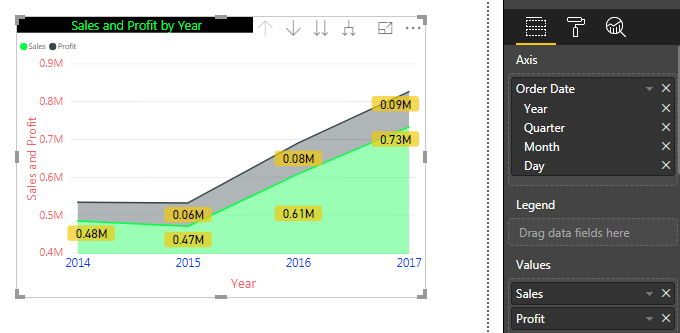 Sales and Profit by Year
Sales Profit
0.9M
0.8M
0.7M
0.6M
0.5M
0.4M
Sales and Profit
0.09M
0.73M
0.08M
0.61M
0.06M
0.47M
0.48M
2014 2015 2016 2017
Year
Axis
Order Date
Year
Quarter
Month
Day
Legend
Drag data fields here
Values
Sales
Profit